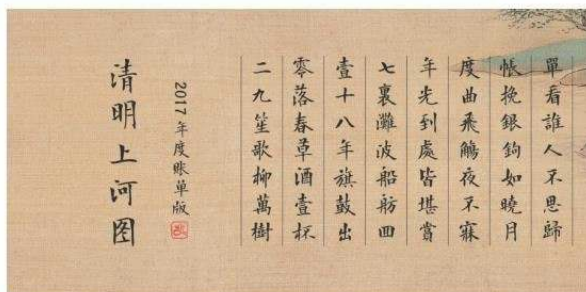 單看誰人不思歸
帳挽銀鉤如曉月
度曲飛觴夜不寐
年光到處皆堪賞
七裏灘波船舫回
壹十八年旗鼓出
零落春草酒壹杯
二九笙歌柳萬樹
2017年度账单版
清明上河图